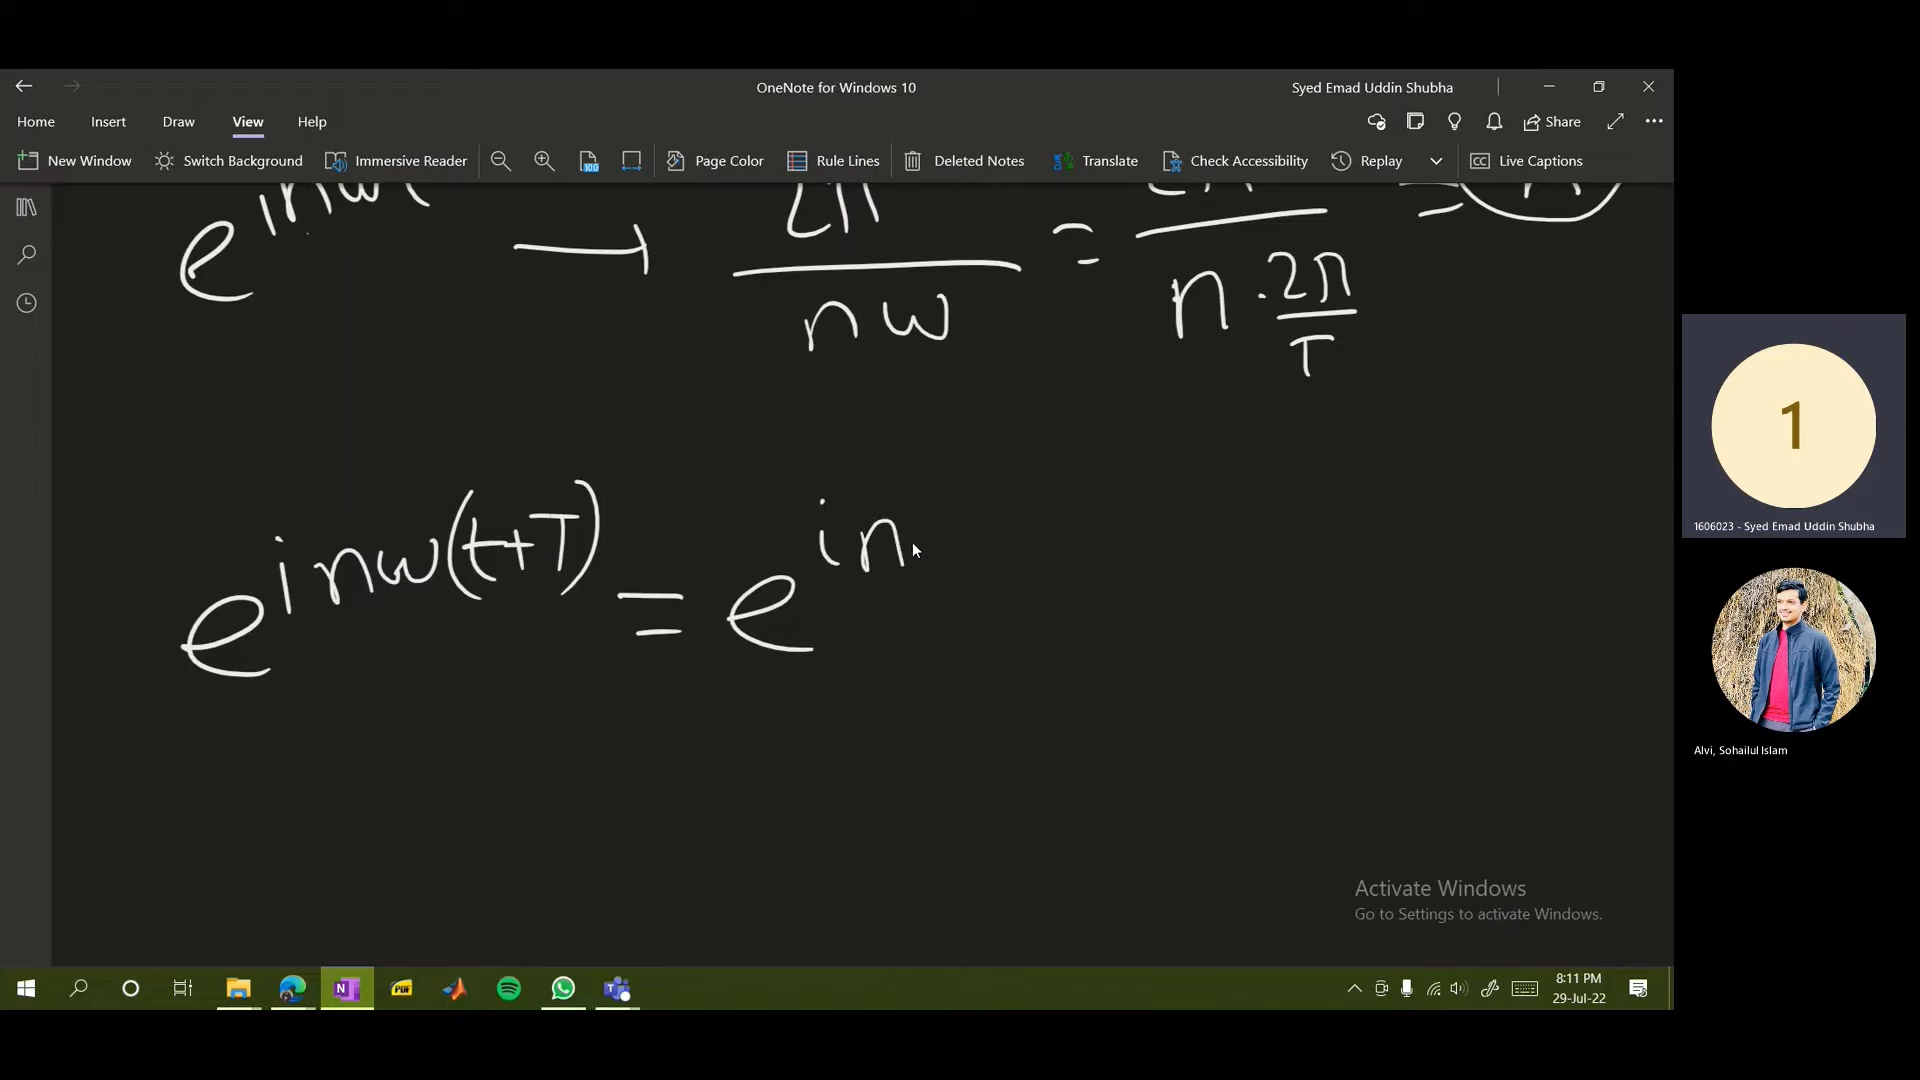 OneNote for Windows 10
Syed Emad Uddin Shubha
Home Insert Draw View Help
Share
New Window Switch Background Immersive Reader Page Color Rule Lines Deleted Notes Translate Check Accessibility Replay CC Live Captions
e^{inωt} → 2π / nω = 2π / (n · 2π/T) =
e^{inω(t+T)} = e^{in
1
1606023 - Syed Emad Uddin Shubha
Alvi, Sohailul Islam
Activate Windows
Go to Settings to activate Windows.
8:11 PM
29-Jul-22